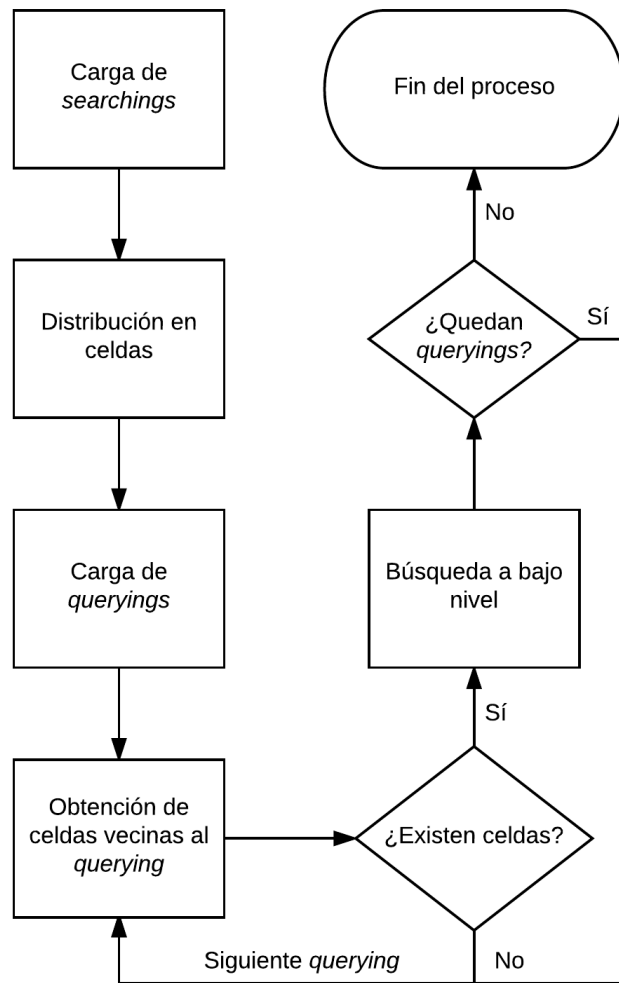 Carga de
searchings
Distribución en
celdas
Carga de
queryings
Obtención de
celdas vecinas al
querying
¿Existen celdas?
Sí
No
Siguiente querying
Búsqueda a bajo
nivel
¿Quedan
queryings?
Sí
No
Fin del proceso